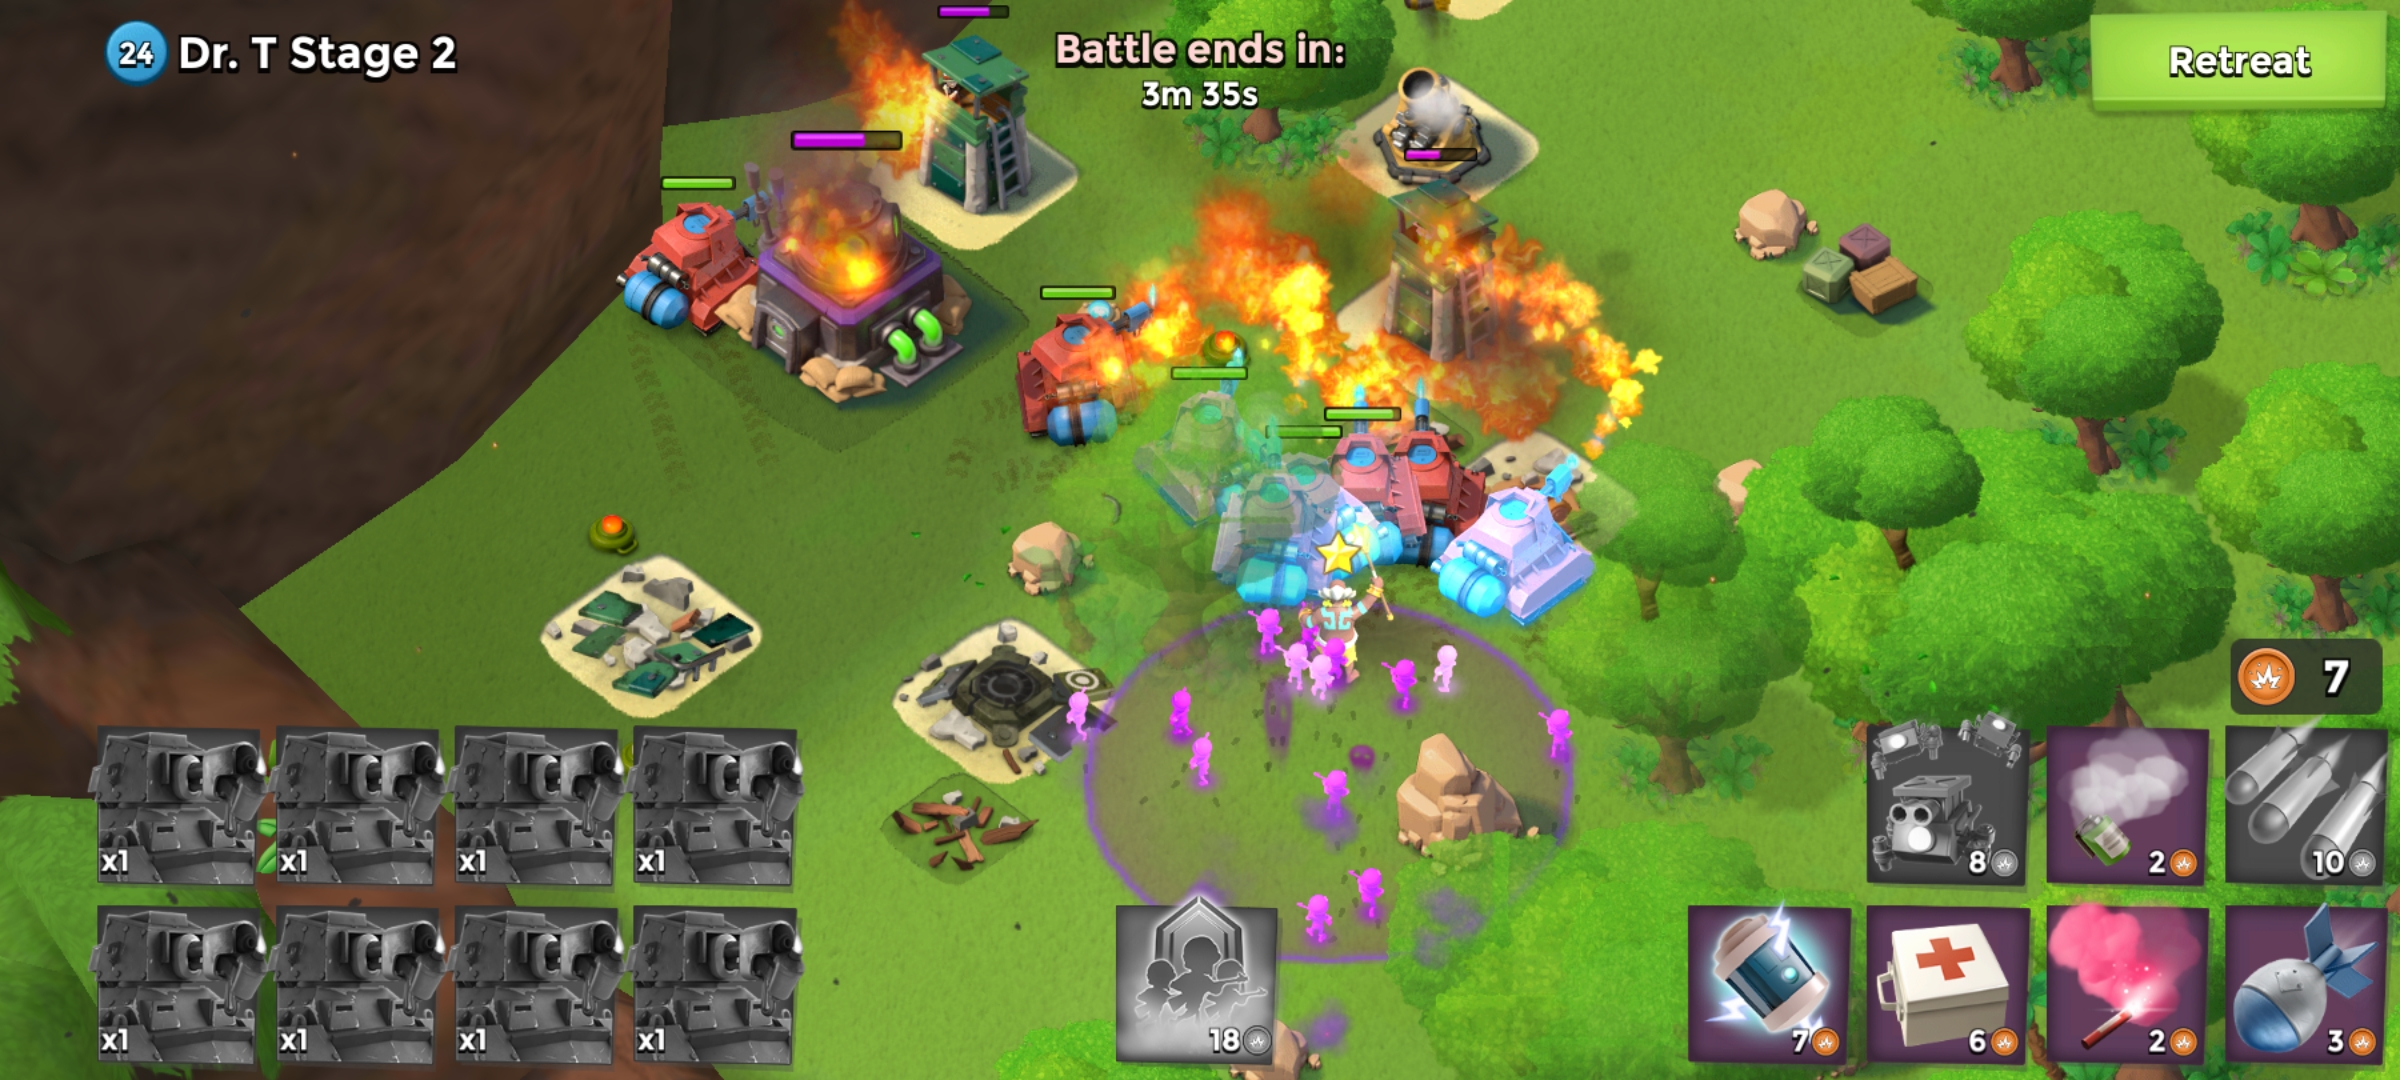 24 Dr. T Stage 2
Battle ends in:
3m 35s
Retreat
7
x1 x1 x1 x1
8 2 10
x1 x1 x1 x1
18 7 6 2 3